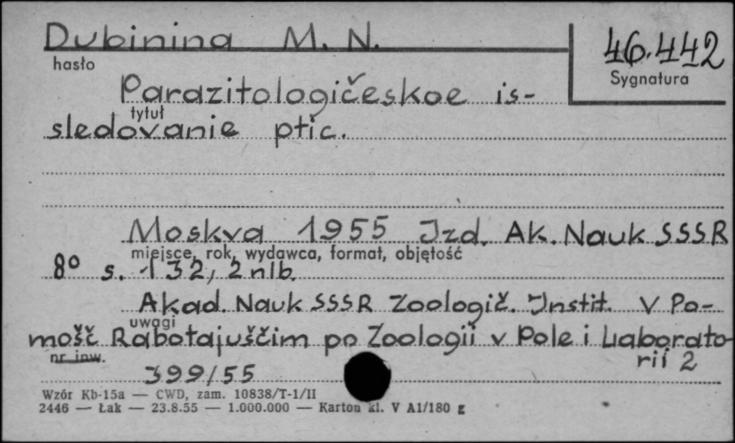 Dubinina M. N.
46.442
hasło
Sygnatura
Parazitologičeskoe is-
tytuł
sledovanie ptic.
Moskva 1955 Izd. Ak. Nauk SSSR
miejsce, rok, wydawca, format, objętość
8° s. 132, 2 nlb.
Akad. Nauk SSSR Zoologič. Instit. V Po-
uwagi
mošč Rabotajuščim po Zoologii v Pole i Laborato-
nr inw.
rii 2
399/55
Wzór Kb-15a — CWD, zam. 10838/T-1/II
2446 — Łak — 23.8.55 — 1.000.000 — Karton kl. V A1/180 g